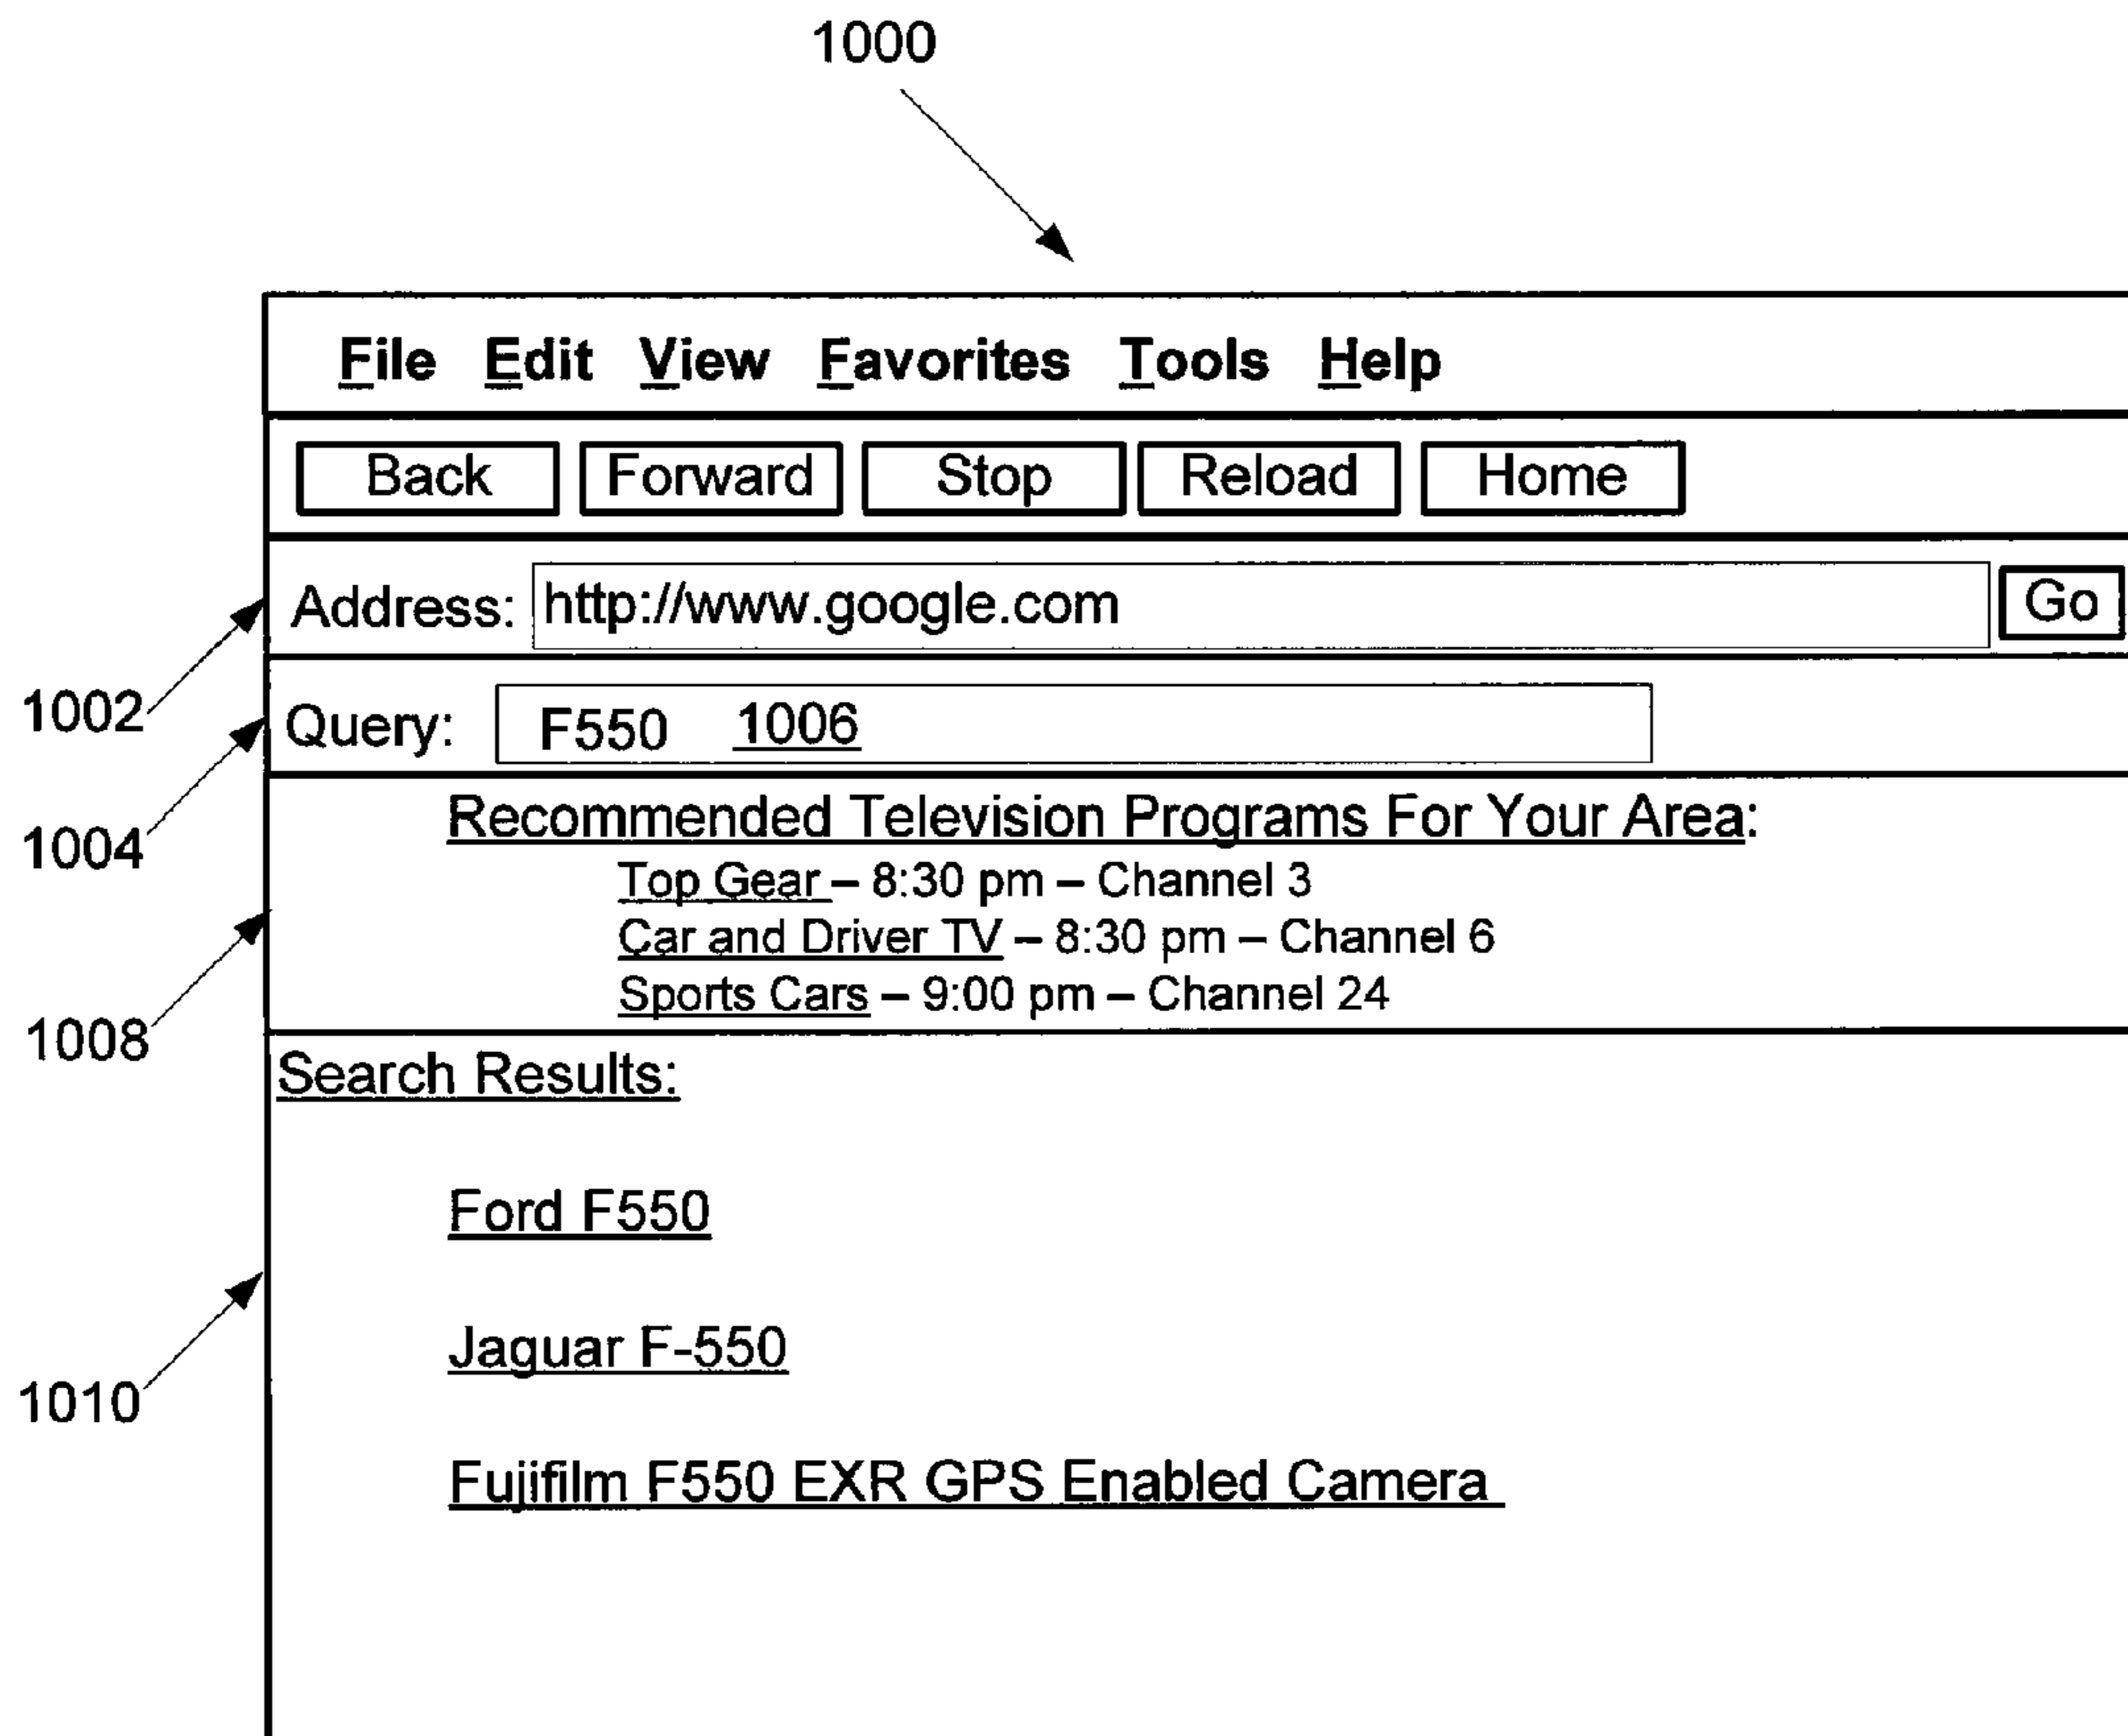 1000
File Edit View Favorites Tools Help
Back Forward Stop Reload Home
Address: http://www.google.com Go
1002
Query: F550 1006
1004
Recommended Television Programs For Your Area:
Top Gear – 8:30 pm – Channel 3
Car and Driver TV – 8:30 pm – Channel 6
Sports Cars – 9:00 pm – Channel 24
1008
Search Results:
Ford F550
Jaguar F-550
1010
Fujifilm F550 EXR GPS Enabled Camera